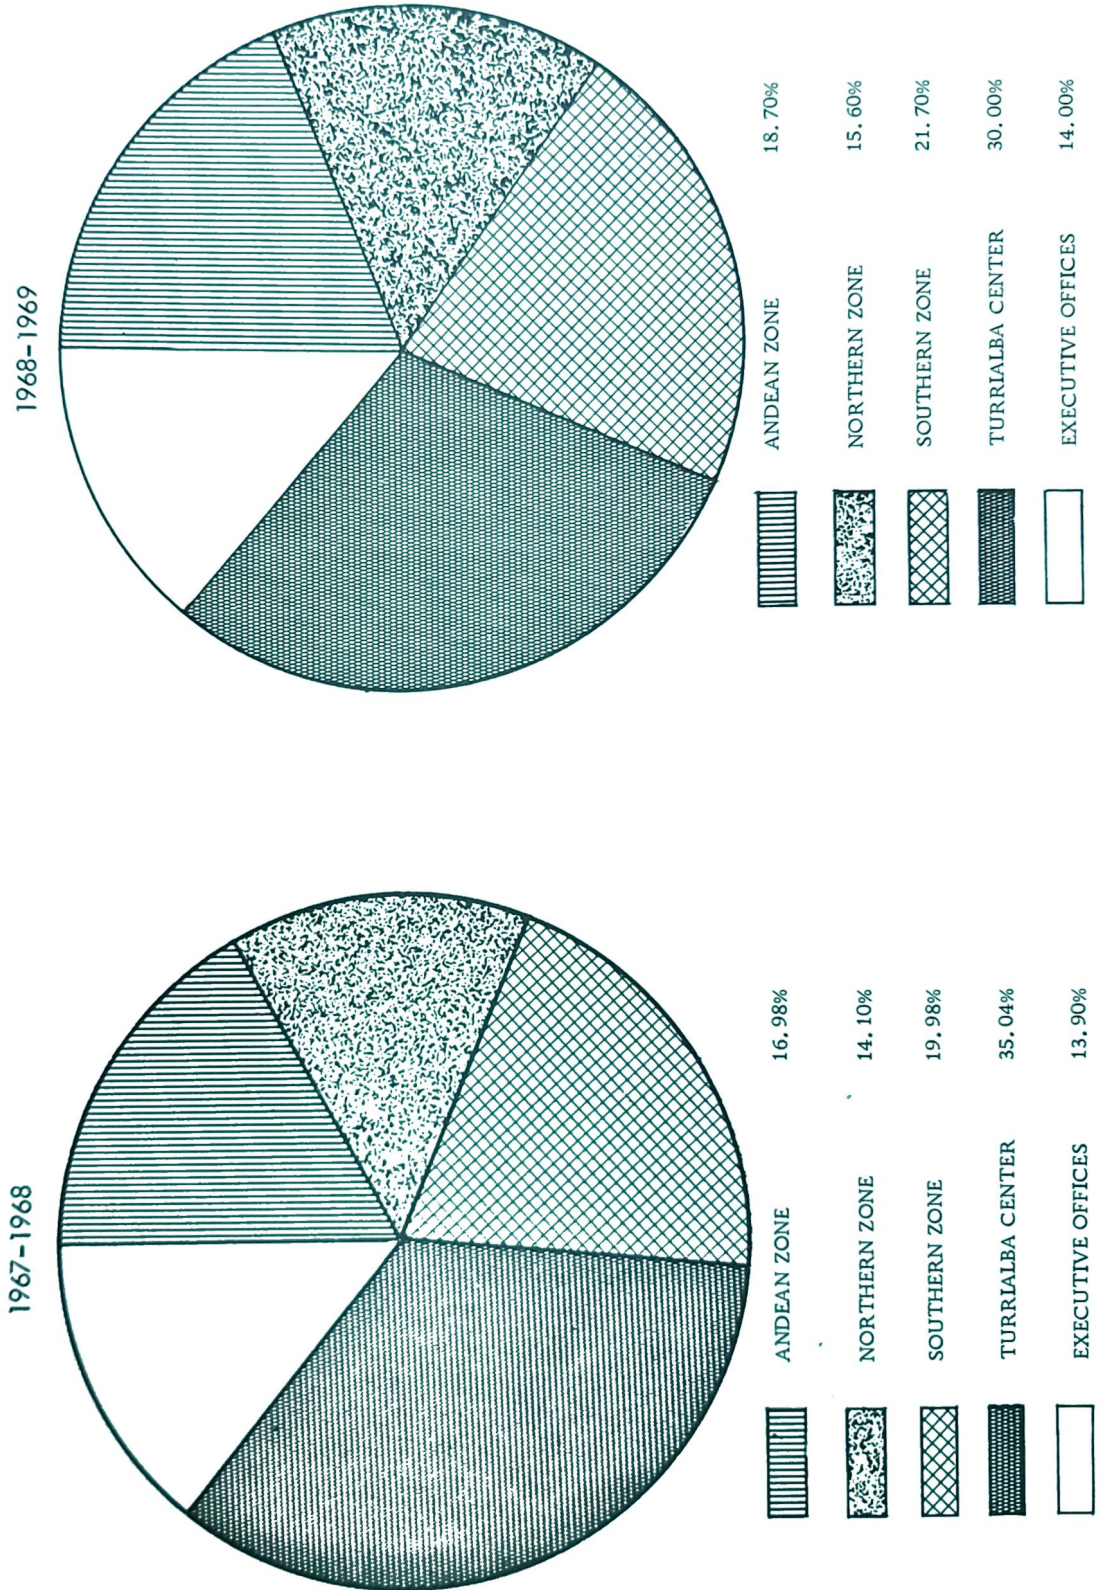 1967-1968
ANDEAN ZONE 16.98%
NORTHERN ZONE 14.10%
SOUTHERN ZONE 19.98%
TURRIALBA CENTER 35.04%
EXECUTIVE OFFICES 13.90%
1968-1969
ANDEAN ZONE 18.70%
NORTHERN ZONE 15.60%
SOUTHERN ZONE 21.70%
TURRIALBA CENTER 30.00%
EXECUTIVE OFFICES 14.00%